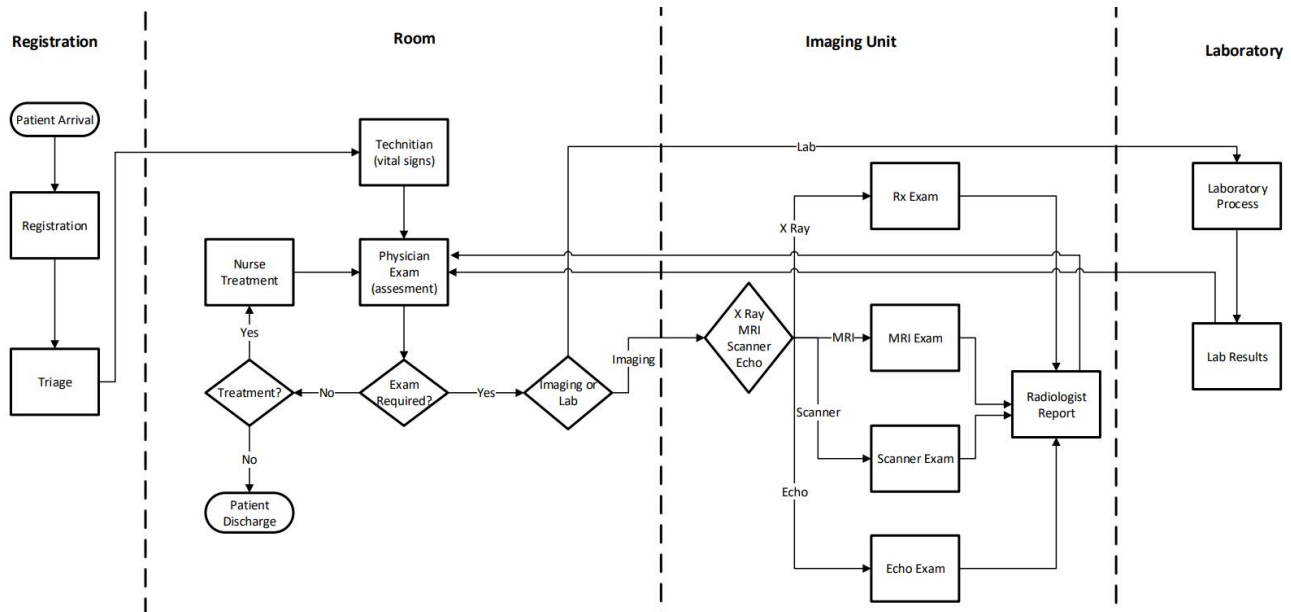 Registration
Room
Imaging Unit
Laboratory
Patient Arrival
Registration
Triage
Technitian
(vital signs)
Physician
Exam
(assesment)
Nurse
Treatment
Yes
Treatment?
No
Exam
Required?
Yes
No
Patient
Discharge
Imaging or
Lab
Lab
Imaging
X Ray
MRI
Scanner
Echo
X Ray
MRI
Scanner
Echo
Rx Exam
MRI Exam
Scanner Exam
Echo Exam
Radiologist
Report
Laboratory
Process
Lab Results